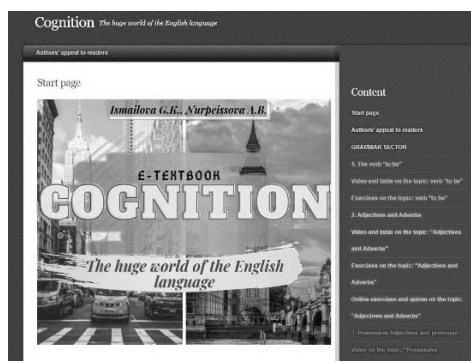 Cognition The huge world of the English language
Authors' appeal to readers
Start page
Ismailova G.K., Nurpeissova A.B.
E-TEXTBOOK
COGNITION
The huge world of the English
language
Content
Start page
Authors' appeal to readers
GRAMMAR SECTOR
1. The verb "to be"
Video and table on the topic: verb "to be"
Exercises on the topic: verb "to be"
2. Adjectives and Adverbs
Video and table on the topic: "Adjectives
and Adverbs"
Exercises on the topic: "Adjectives and
Adverbs"
Online exercises and quizes on the topic:
"Adjectives and Adverbs"
Possessive Adjectives and pronouns
Video on the topic: "Possessive